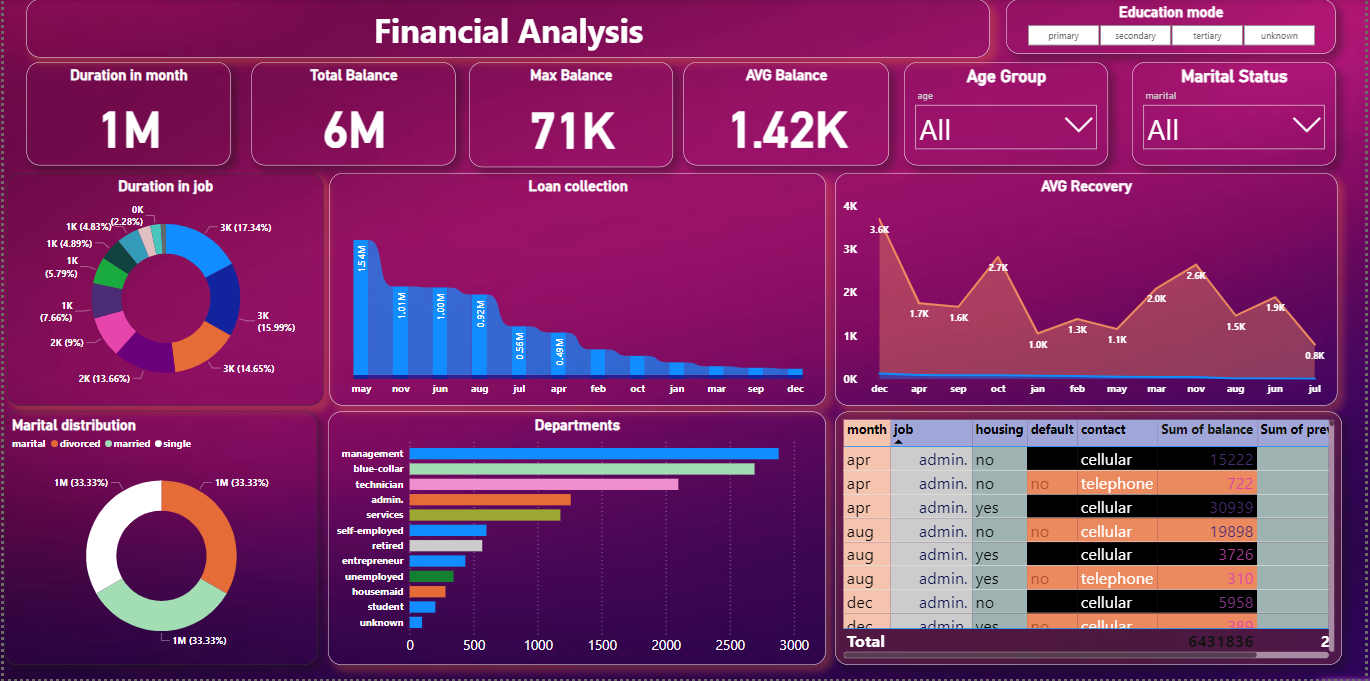 Financial Analysis
Education mode
primary secondary tertiary unknown
Duration in month
1M
Total Balance
6M
Max Balance
71K
AVG Balance
1.42K
Age Group
age
All
Marital Status
marital
All
Duration in job
0K
(2.28%)
1K (4.83%)
1K (4.89%)
1K
(5.79%)
1K
(7.66%)
2K (9%)
2K (13.66%)
3K (14.65%)
3K
(15.99%)
3K (17.34%)
Loan collection
1.54M 1.01M 1.00M 0.92M 0.56M 0.49M
may nov jun aug jul apr feb oct jan mar sep dec
AVG Recovery
4K
3K
2K
1K
0K
3.6K 1.7K 1.6K 2.7K 1.0K 1.3K 1.1K 2.0K 2.6K 1.5K 1.9K 0.8K
dec apr sep oct jan feb may mar nov aug jun jul
Marital distribution
marital divorced married single
1M (33.33%) 1M (33.33%)
1M (33.33%)
Departments
management
blue-collar
technician
admin.
services
self-employed
retired
entrepreneur
unemployed
housemaid
student
unknown
0 500 1000 1500 2000 2500 3000
month job housing default contact Sum of balance Sum of prev
apr admin. no cellular 15222
apr admin. no no telephone 722
apr admin. yes cellular 30939
aug admin. no no cellular 19898
aug admin. yes cellular 3726
aug admin. yes no telephone 310
dec admin. no cellular 5958
dec admin. yes no cellular 389
Total 6431836 2